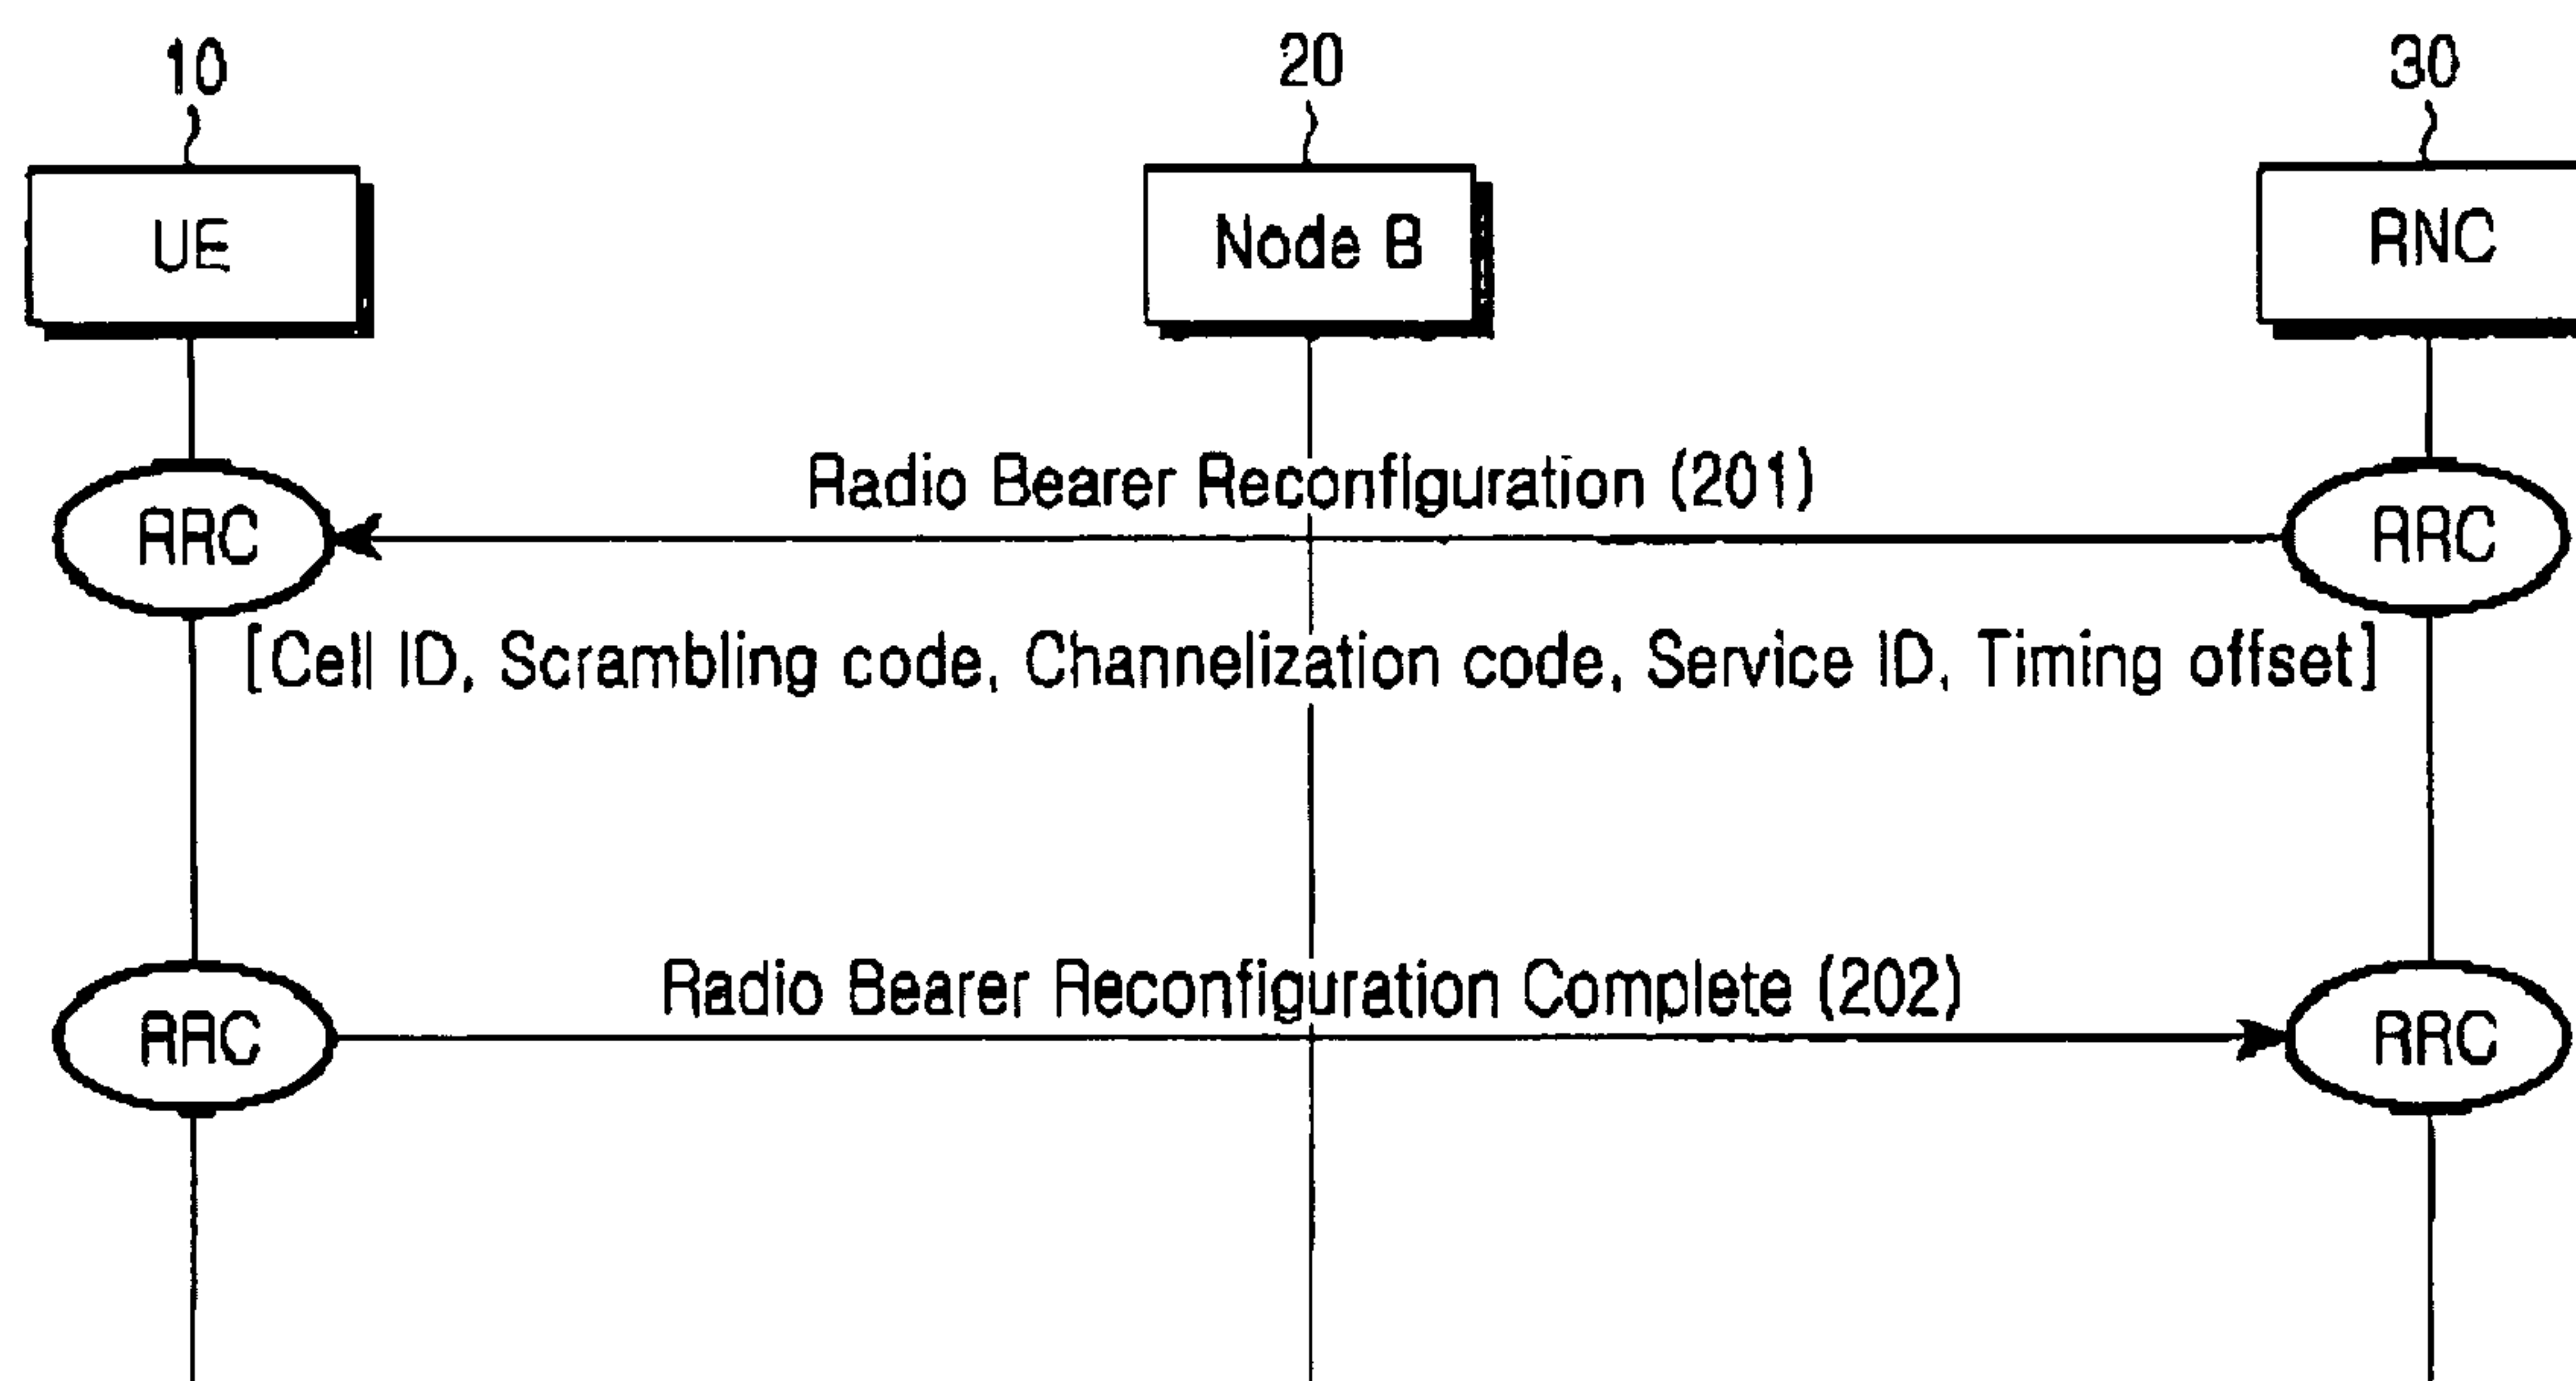 10 20 30
UE Node B RNC
Radio Bearer Reconfiguration (201)
RRC RRC
[Cell ID, Scrambling code, Channelization code, Service ID, Timing offset]
Radio Bearer Reconfiguration Complete (202)
RRC RRC